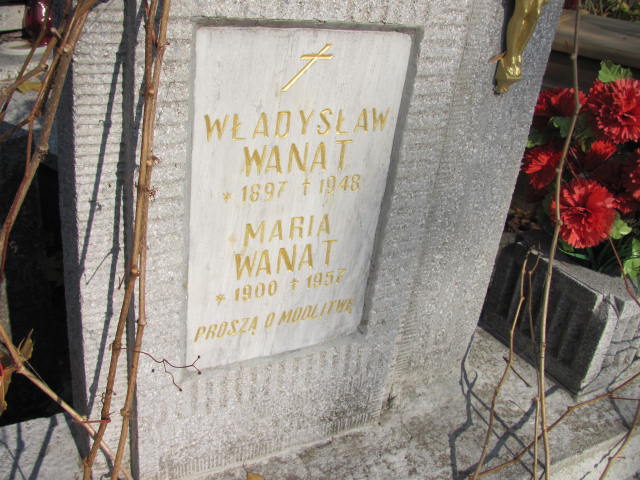 WŁADYSŁAW
WANAT
* 1897 † 1948
MARIA
WANAT
* 1900 † 1957
PROSZĄ O MODLITWĘ